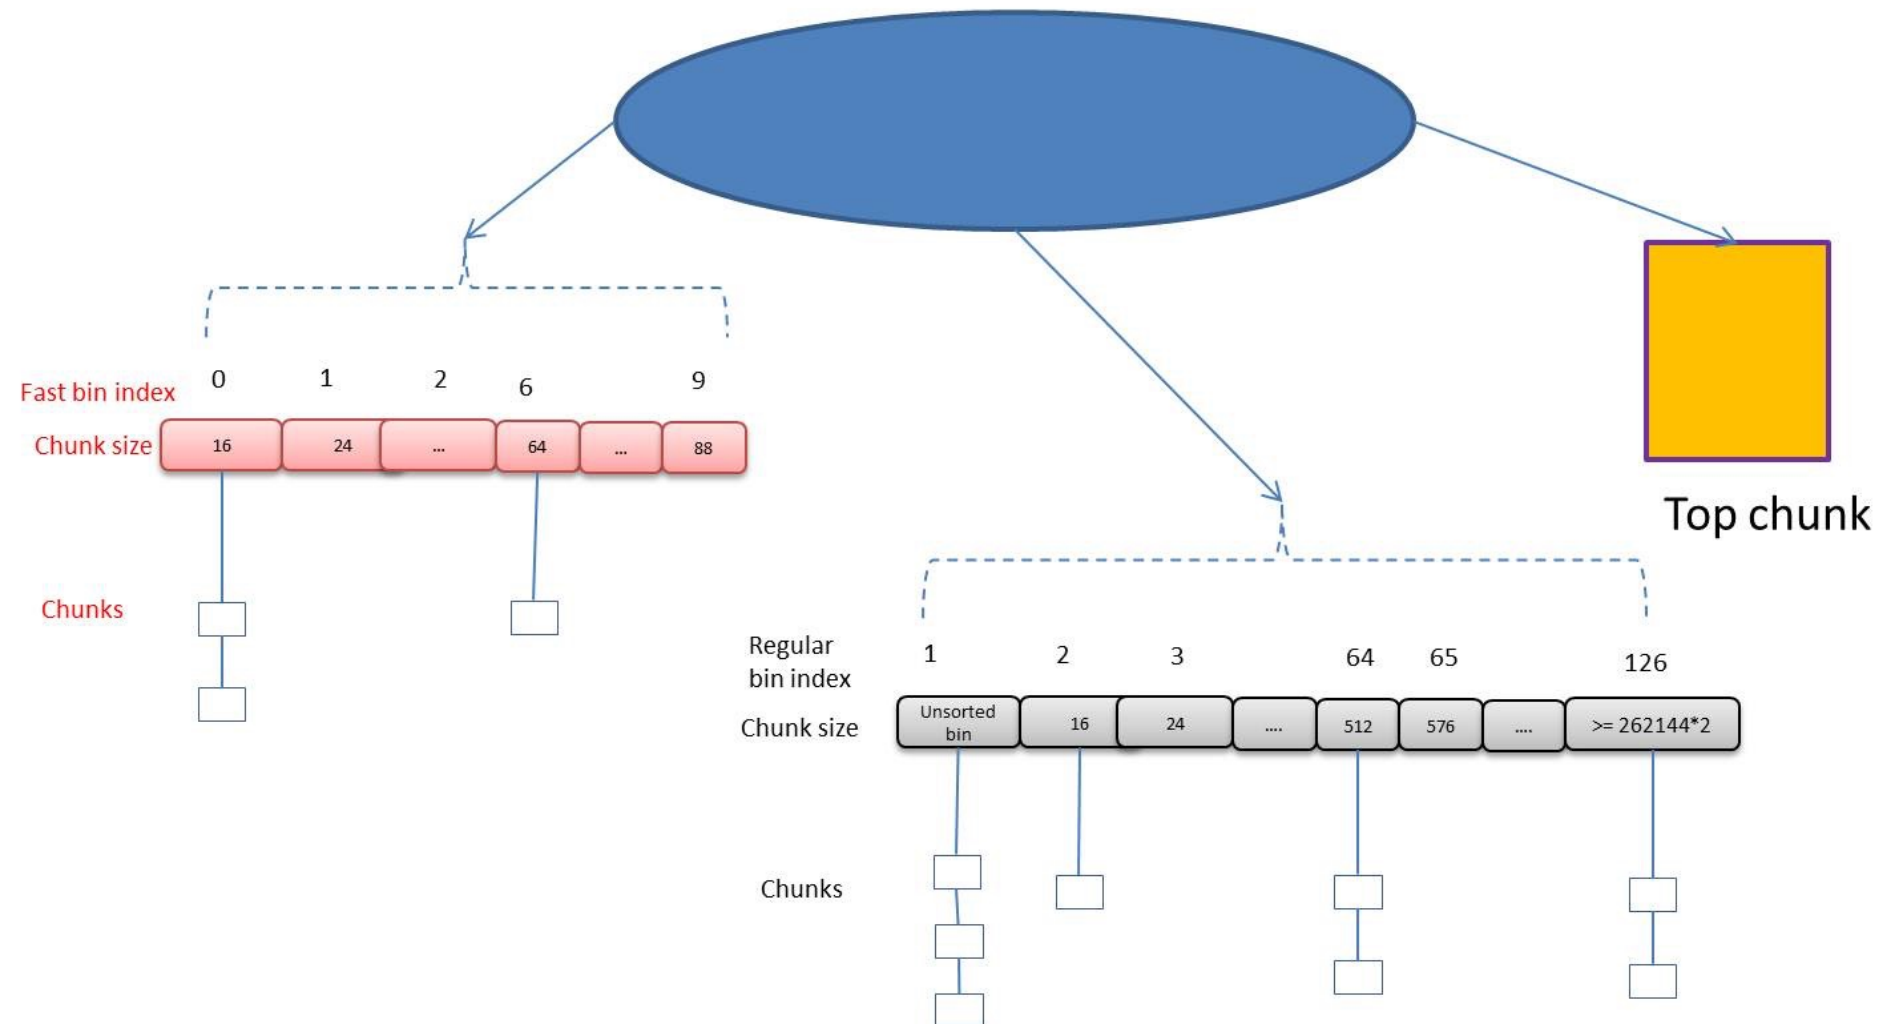 0 1 2 6 9
Fast bin index
Chunk size 16 24 ... 64 ... 88
Chunks
Top chunk
Regular
bin index
1 2 3 64 65 126
Chunk size
Unsorted
bin
16 24 .... 512 576 .... >= 262144*2
Chunks